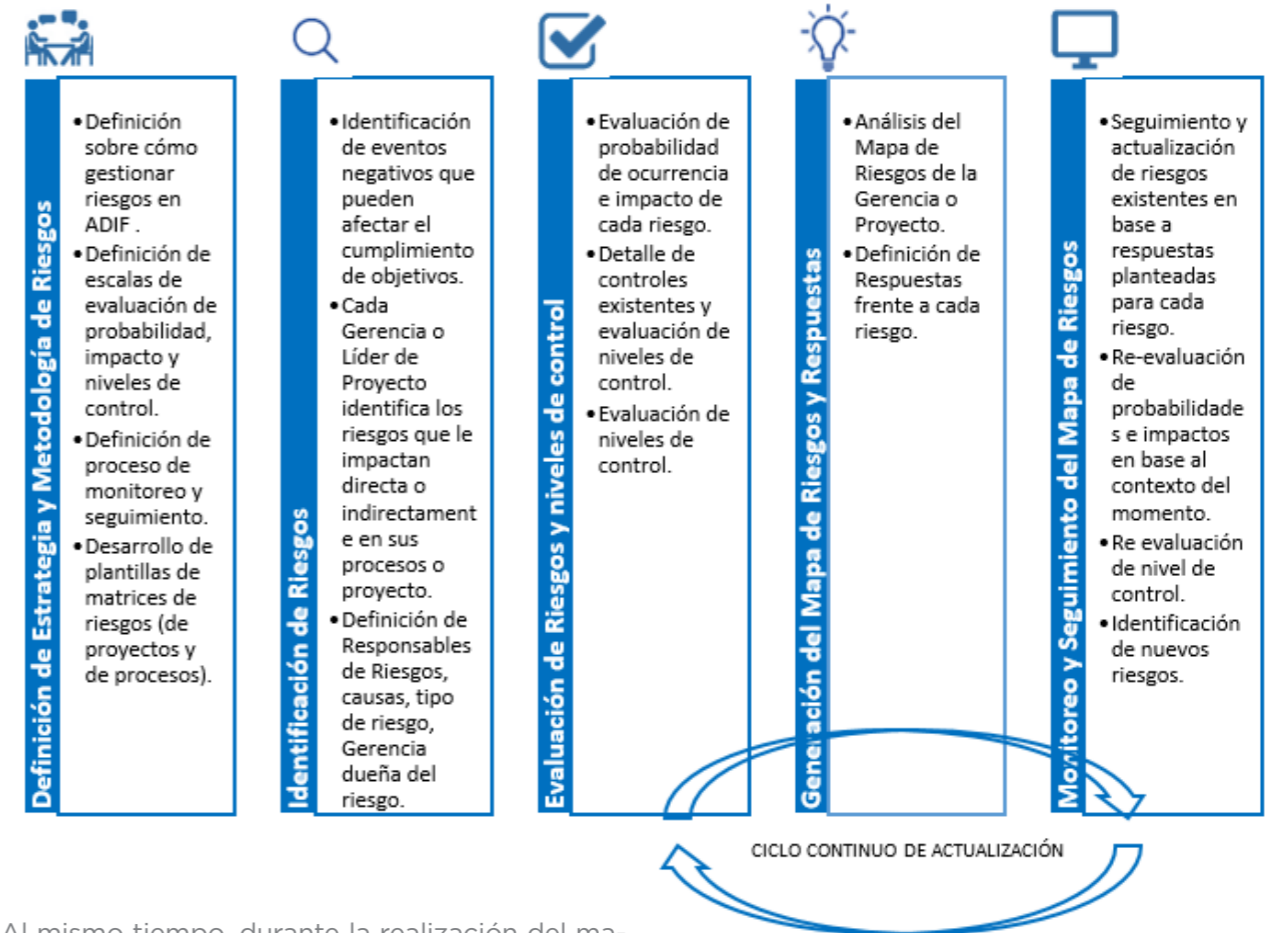 Definición de Estrategia y Metodología de Riesgos
•Definición
sobre cómo
gestionar
riesgos en
ADIF .
•Definición de
escalas de
evaluación de
probabilidad,
impacto y
niveles de
control.
•Definición de
proceso de
monitoreo y
seguimiento.
•Desarrollo de
plantillas de
matrices de
riesgos (de
proyectos y
de procesos).
Identificación de Riesgos
•Identificación
de eventos
negativos que
pueden
afectar el
cumplimiento
de objetivos.
•Cada
Gerencia o
Líder de
Proyecto
identifica los
riesgos que le
impactan
directa o
indirectament
e en sus
procesos o
proyecto.
•Definición de
Responsables
de Riesgos,
causas, tipo
de riesgo,
Gerencia
dueña del
riesgo.
Evaluación de Riesgos y niveles de control
•Evaluación de
probabilidad
de ocurrencia
e impacto de
cada riesgo.
•Detalle de
controles
existentes y
evaluación de
niveles de
control.
•Evaluación de
niveles de
control.
Generación del Mapa de Riesgos y Respuestas
•Análisis del
Mapa de
Riesgos de la
Gerencia o
Proyecto.
•Definición de
Respuestas
frente a cada
riesgo.
Monitoreo y Seguimiento del Mapa de Riesgos
•Seguimiento y
actualización
de riesgos
existentes en
base a
respuestas
planteadas
para cada
riesgo.
•Re-evaluación
de
probabilidade
s e impactos
en base al
contexto del
momento.
•Re evaluación
de nivel de
control.
•Identificación
de nuevos
riesgos.
CICLO CONTINUO DE ACTUALIZACIÓN
Al mismo tiempo, durante la realización del ma-